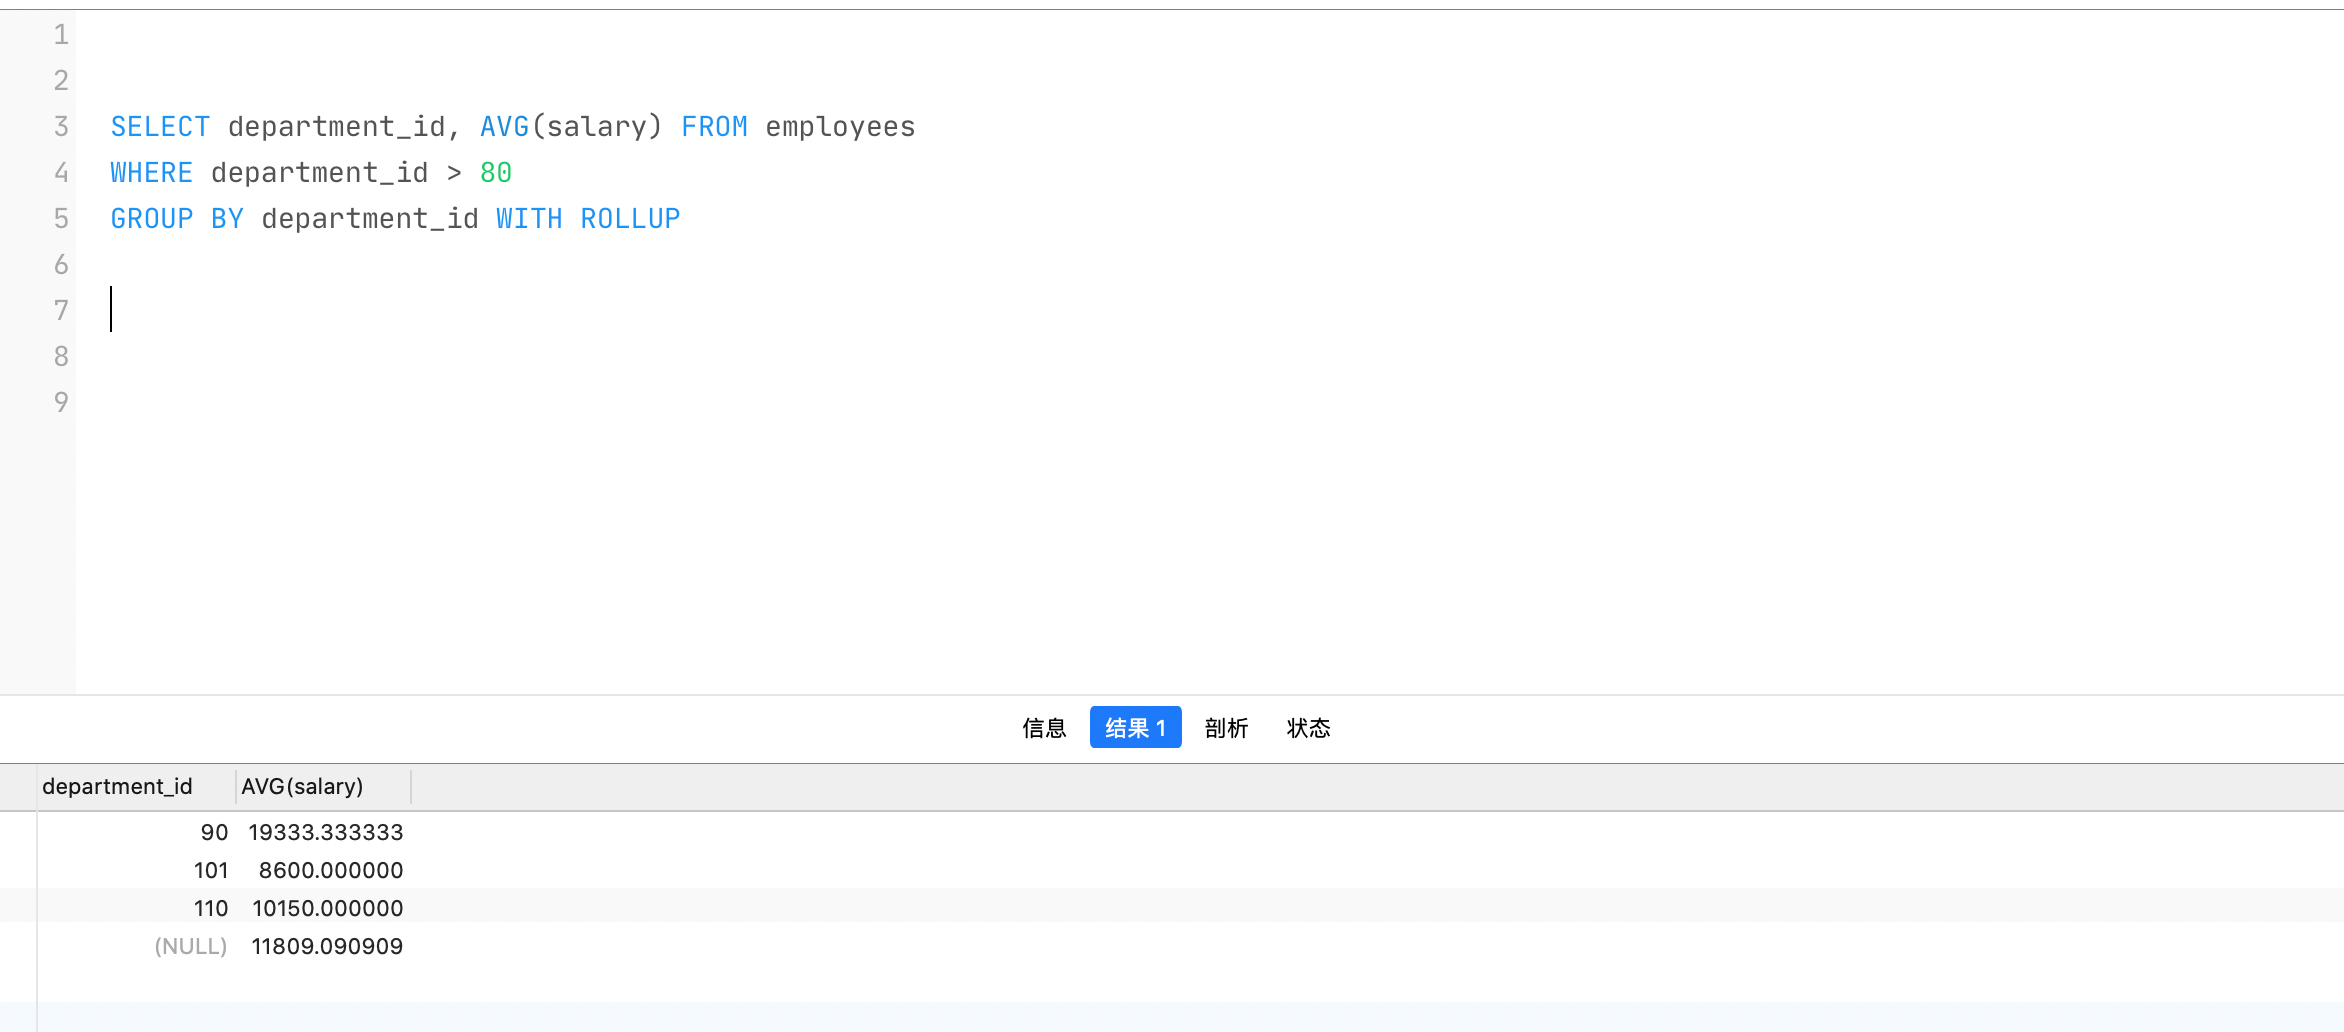 1
2
3 SELECT department_id, AVG(salary) FROM employees
4 WHERE department_id > 80
5 GROUP BY department_id WITH ROLLUP
6
7
8
9
信息 结果 1 剖析 状态
department_id AVG(salary)
90 19333.333333
101 8600.000000
110 10150.000000
(NULL) 11809.090909